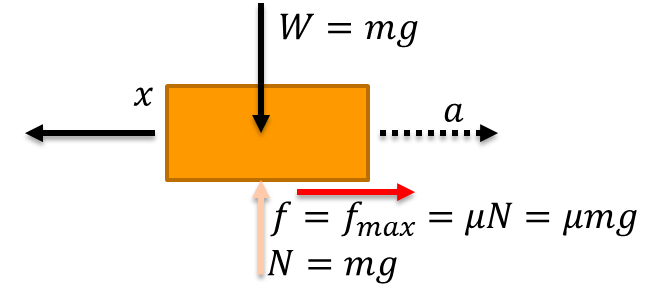 W = mg
x
a
f = f_max = μN = μmg
N = mg